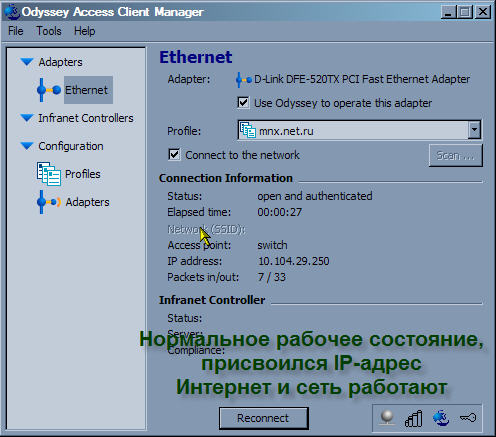 Odyssey Access Client Manager
File Tools Help
Adapters
Ethernet
Infranet Controllers
Configuration
Profiles
Adapters
Ethernet
Adapter: D-Link DFE-520TX PCI Fast Ethernet Adapter
Use Odyssey to operate this adapter
Profile: mnx.net.ru
Connect to the network Scan ...
Connection Information
Status: open and authenticated
Elapsed time: 00:00:27
Network (SSID):
Access point: switch
IP address: 10.104.29.250
Packets in/out: 7 / 33
Infranet Controller
Status:
Server:
Compliance:
Нормальное рабочее состояние,
присвоился IP-адрес
Интернет и сеть работают
Reconnect